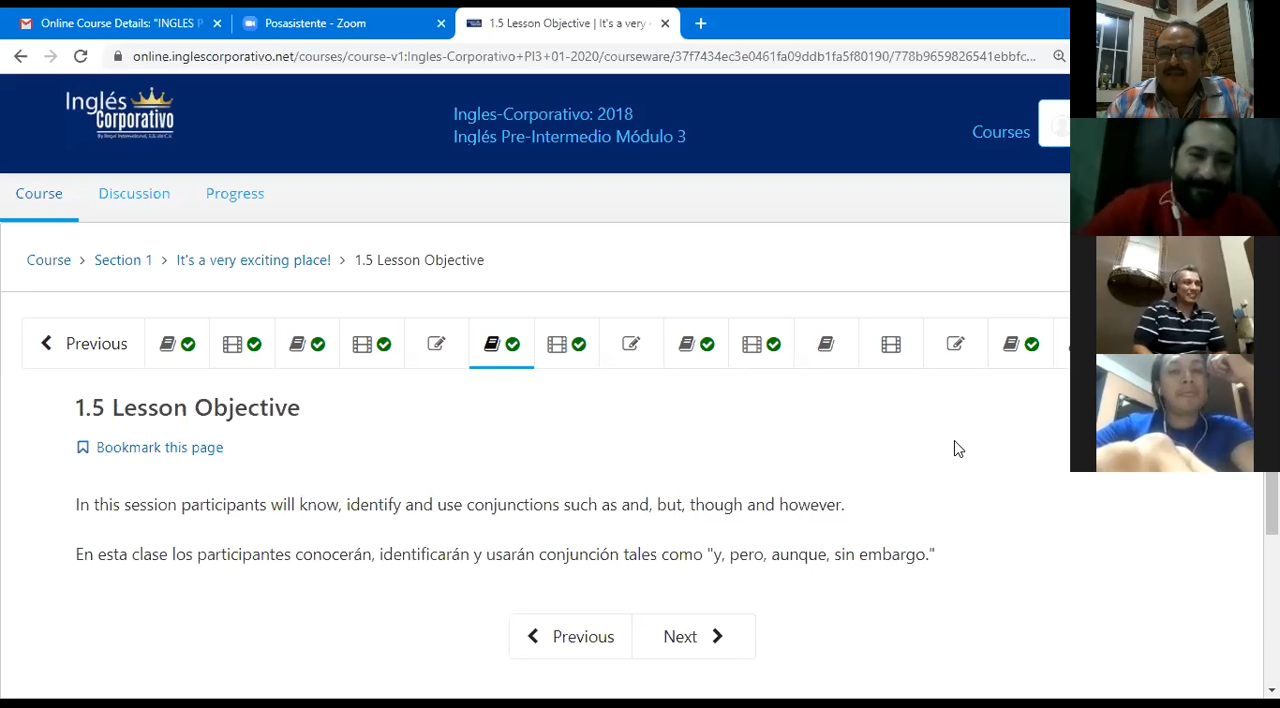 Online Course Details: "INGLES P
Posasistente - Zoom
1.5 Lesson Objective | It's a very
online.inglescorporativo.net/courses/course-v1:Ingles-Corporativo+PI3+01-2020/courseware/37f7434ec3e0461fa09ddb1fa5f80190/778b9659826541ebbfc...
Inglés
Corporativo
Ingles-Corporativo: 2018
Inglés Pre-Intermedio Módulo 3
Courses
Course
Discussion
Progress
Course > Section 1 > It's a very exciting place! > 1.5 Lesson Objective
Previous
1.5 Lesson Objective
Bookmark this page
In this session participants will know, identify and use conjunctions such as and, but, though and however.
En esta clase los participantes conocerán, identificarán y usarán conjunción tales como "y, pero, aunque, sin embargo."
Previous
Next